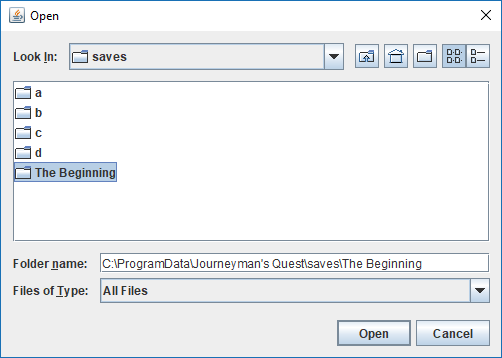 Open
Look In: saves
a
b
c
d
The Beginning
Folder name: C:\ProgramData\Journeyman's Quest\saves\The Beginning
Files of Type: All Files
Open Cancel